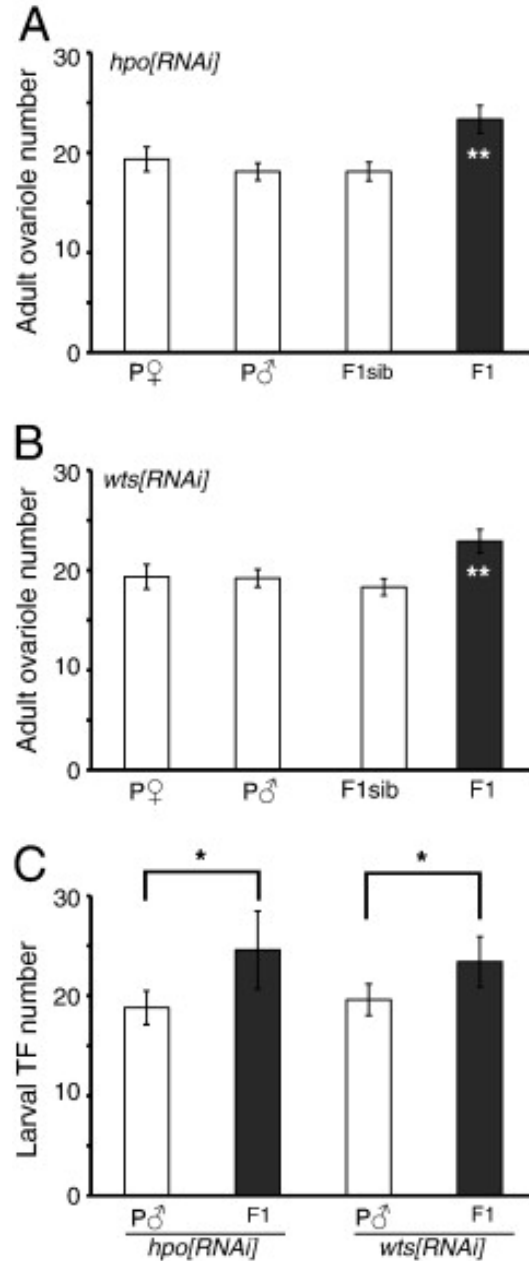 A
hpo[RNAi]
Adult ovariole number
30
20
10
0
**
P♀ P♂ F1sib F1
B
wts[RNAi]
Adult ovariole number
30
20
10
0
**
P♀ P♂ F1sib F1
C
* *
Larval TF number
30
20
10
0
P♂ F1 P♂ F1
hpo[RNAi] wts[RNAi]